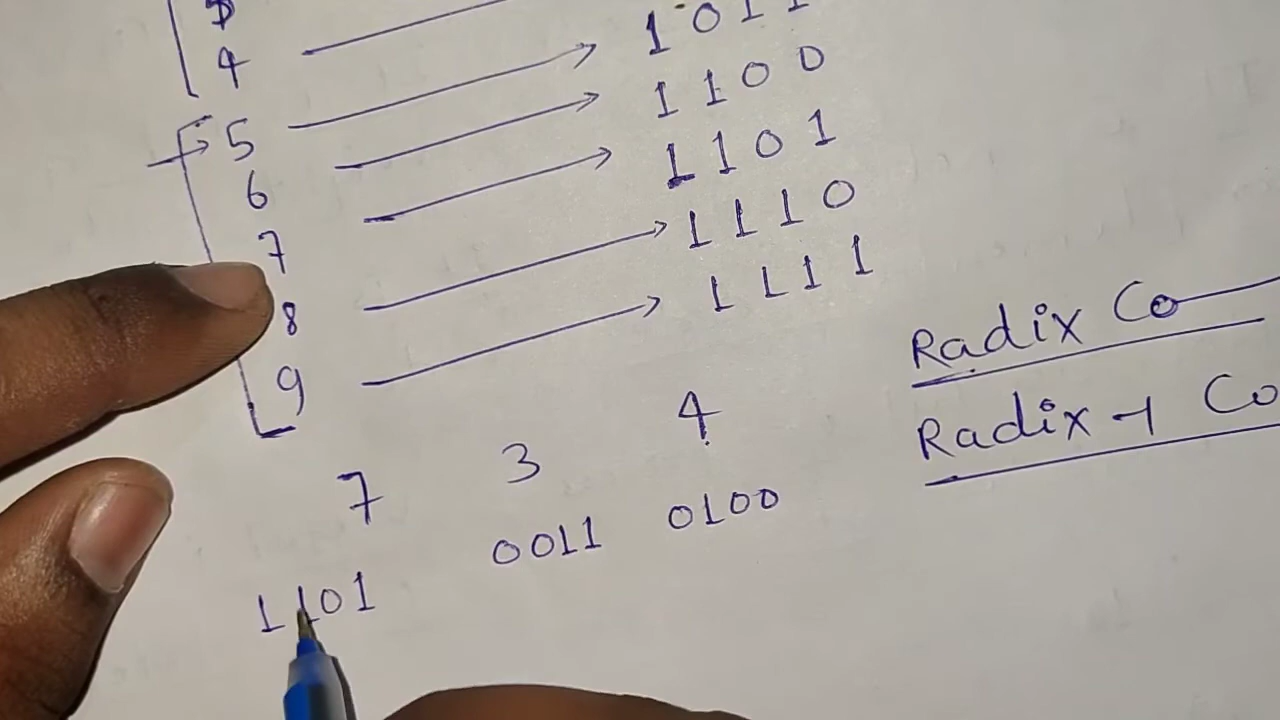 4
5 1011
6 1100
7 1101
8 1110
9 1111
Radix Co
Radix-1 Co
7 3 4
1101 0011 0100